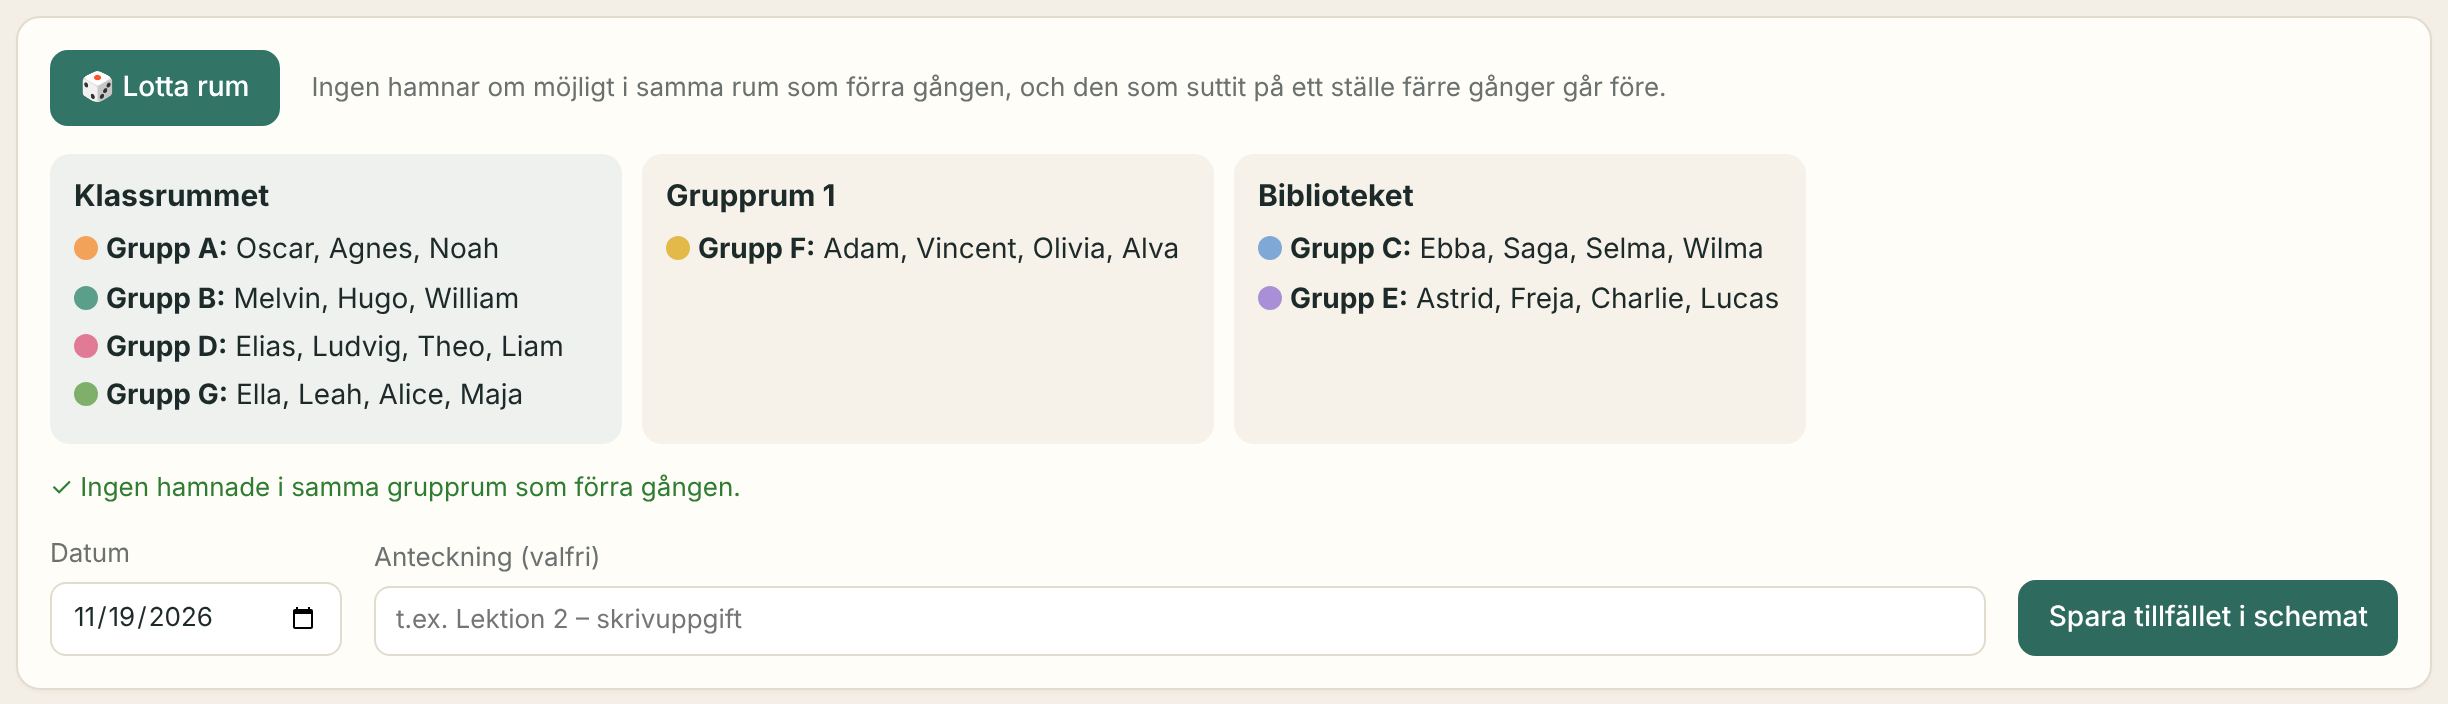 🎲 Lotta rum
Ingen hamnar om möjligt i samma rum som förra gången, och den som suttit på ett ställe färre gånger går före.
Klassrummet
Grupp A: Oscar, Agnes, Noah
Grupp B: Melvin, Hugo, William
Grupp D: Elias, Ludvig, Theo, Liam
Grupp G: Ella, Leah, Alice, Maja
Grupprum 1
Grupp F: Adam, Vincent, Olivia, Alva
Biblioteket
Grupp C: Ebba, Saga, Selma, Wilma
Grupp E: Astrid, Freja, Charlie, Lucas
✓ Ingen hamnade i samma grupprum som förra gången.
Datum
11/19/2026
Anteckning (valfri)
t.ex. Lektion 2 – skrivuppgift
Spara tillfället i schemat